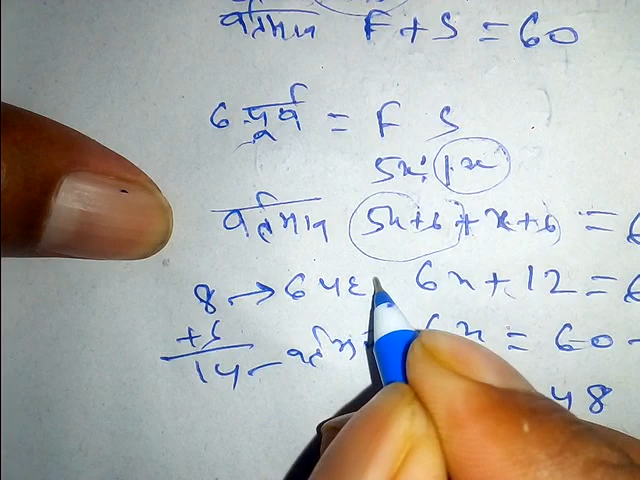 वर्तमान F + S = 60
6 पूर्व = F S
5x : 1x
वर्तमान 5x+6 + x+6 = 6
8 → 6 पूर्व 6x + 12 = 6
+6 6x = 60 -
14 - वर्तमान 48